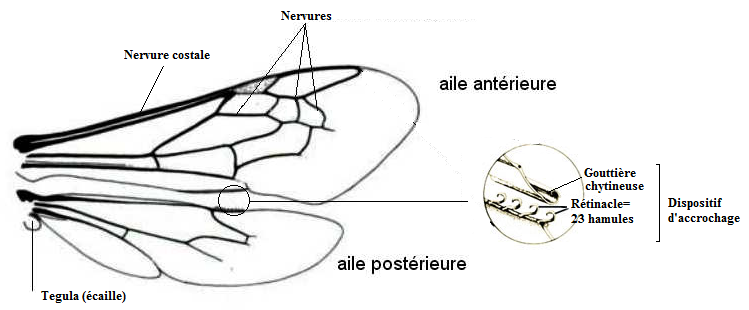 Nervures
Nervure costale
aile antérieure
Gouttière
chytineuse
Rétinacle=
23 hamules
Dispositif
d'accrochage
aile postérieure
Tegula (écaille)